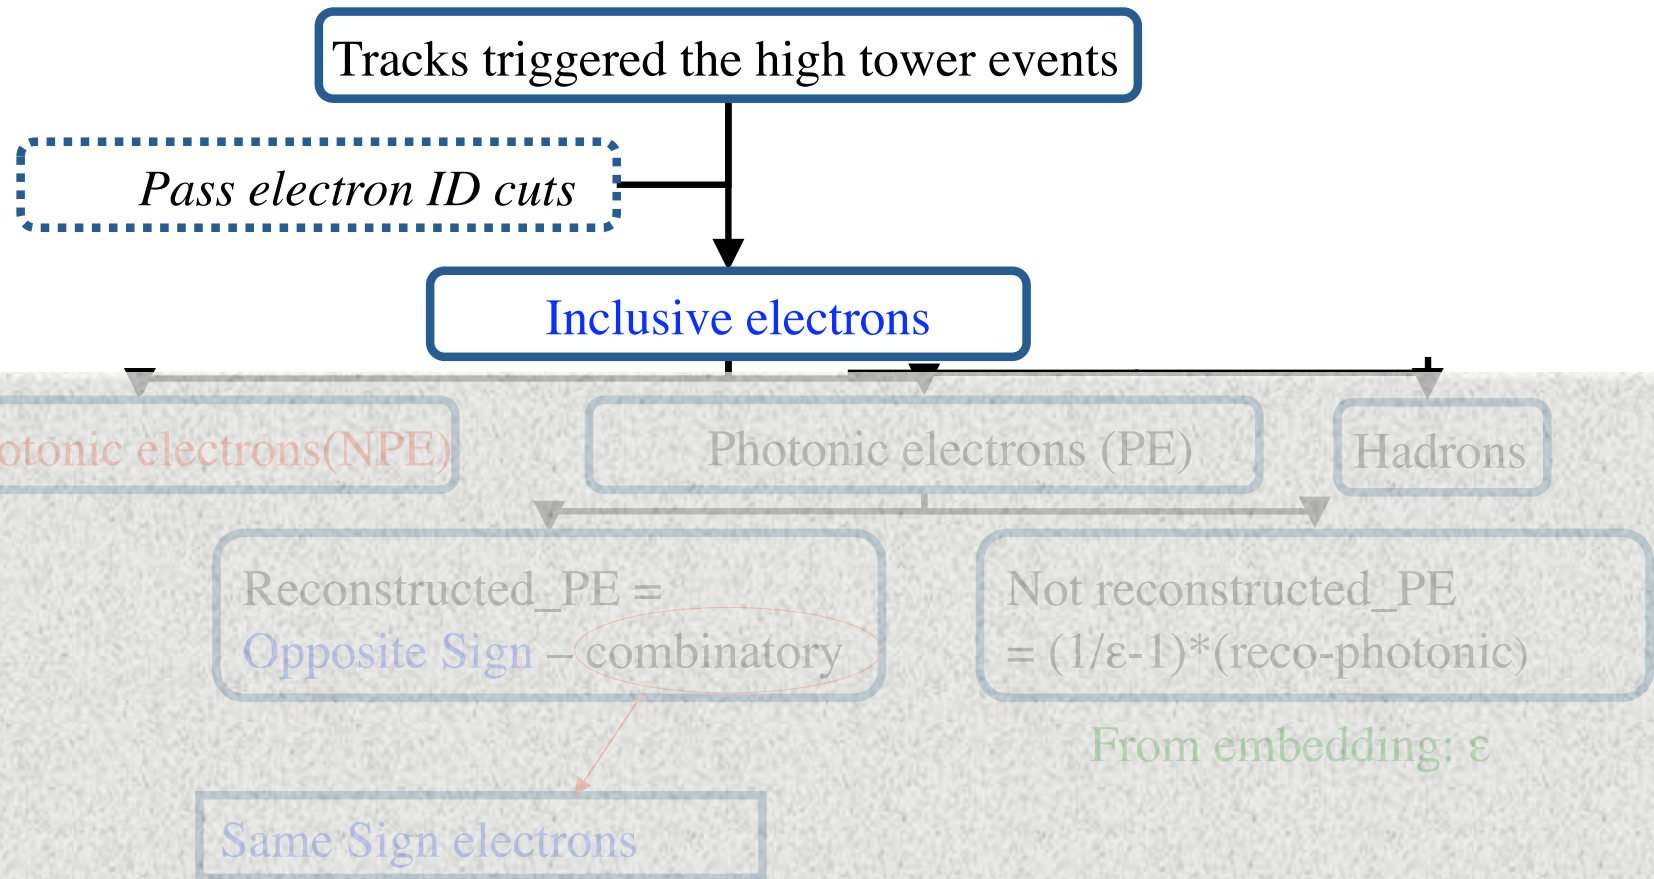 Tracks triggered the high tower events
Pass electron ID cuts
Inclusive electrons
electrons(NPE)
Photonic electrons (PE)
Hadrons
Reconstructed_PE =
Opposite Sign – combinatory
Not reconstructed_PE
= (1/ε-1)*(reco-photonic)
From embedding: ε
Same Sign electrons